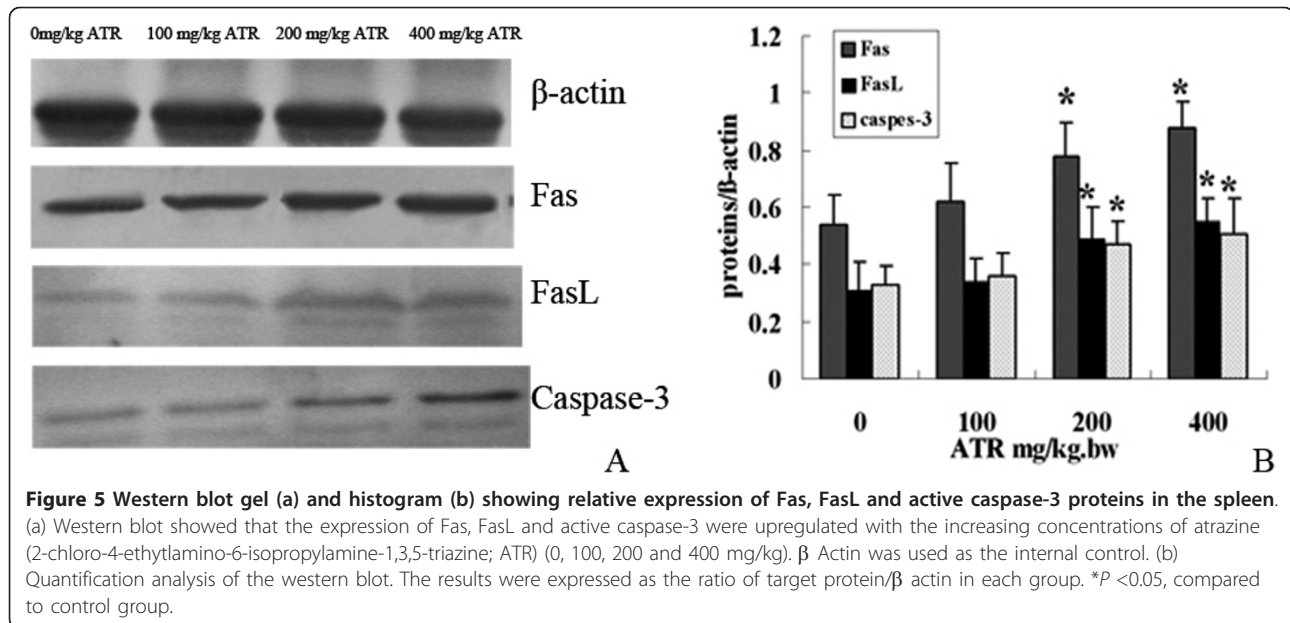 0mg/kg ATR 100 mg/kg ATR 200 mg/kg ATR 400 mg/kg ATR
β-actin
Fas
FasL
Caspase-3
A
1.2
1
0.8
0.6
0.4
0.2
0
proteins/ß-actin
Fas
FasL
caspes-3
* *
* * * *
0 100 200 400
ATR mg/kg.bw
B
Figure 5 Western blot gel (a) and histogram (b) showing relative expression of Fas, FasL and active caspase-3 proteins in the spleen.
(a) Western blot showed that the expression of Fas, FasL and active caspase-3 were upregulated with the increasing concentrations of atrazine
(2-chloro-4-ethytlamino-6-isopropylamine-1,3,5-triazine; ATR) (0, 100, 200 and 400 mg/kg). β Actin was used as the internal control. (b)
Quantification analysis of the western blot. The results were expressed as the ratio of target protein/β actin in each group. *P <0.05, compared
to control group.